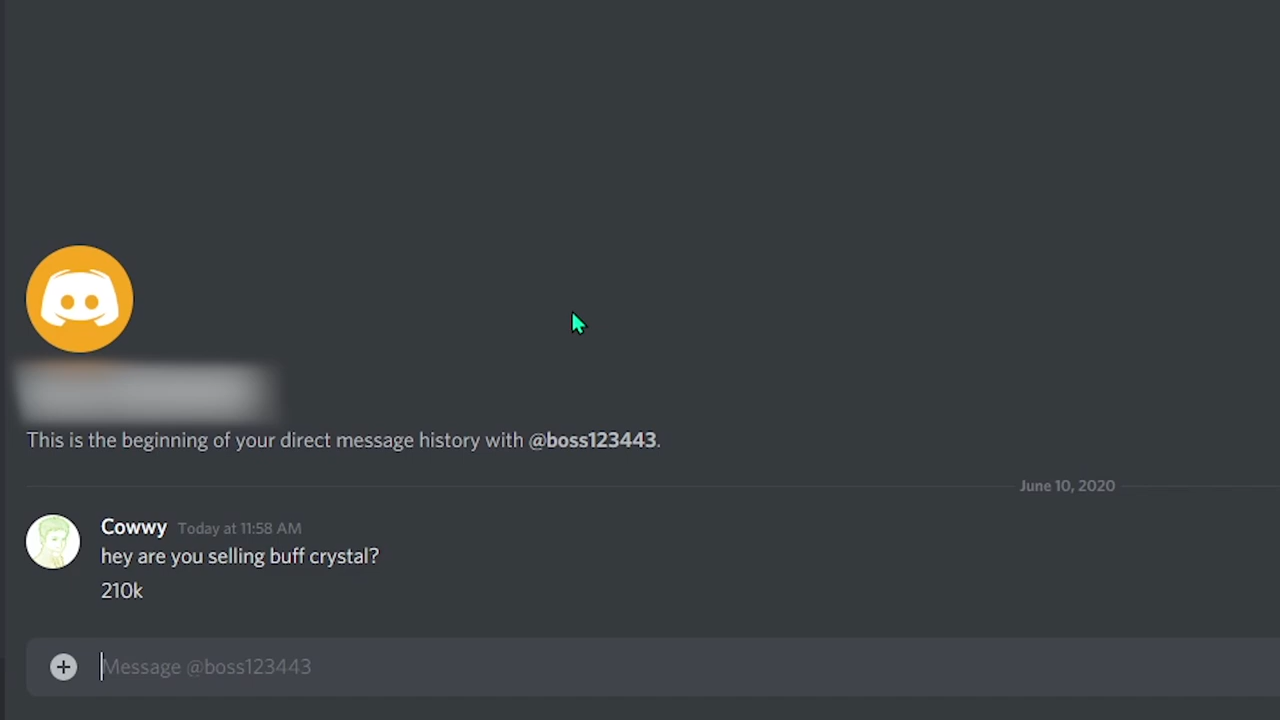 This is the beginning of your direct message history with @boss123443.
June 10, 2020
Cowwy Today at 11:58 AM
hey are you selling buff crystal?
210k
Message @boss123443